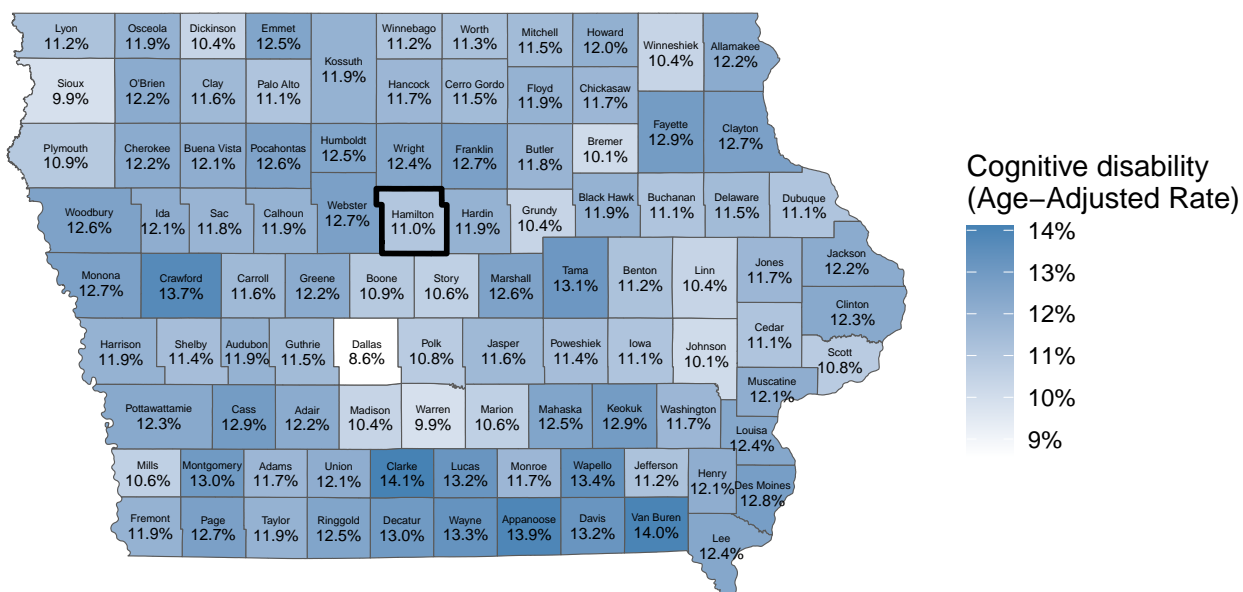 Lyon
11.2%
Osceola
11.9%
Dickinson
10.4%
Emmet
12.5%
Kossuth
11.9%
Winnebago
11.2%
Worth
11.3%
Mitchell
11.5%
Howard
12.0%
Winneshiek
10.4%
Allamakee
12.2%
Sioux
9.9%
O'Brien
12.2%
Clay
11.6%
Palo Alto
11.1%
Hancock
11.7%
Cerro Gordo
11.5%
Floyd
11.9%
Chickasaw
11.7%
Fayette
12.9%
Clayton
12.7%
Plymouth
10.9%
Cherokee
12.2%
Buena Vista
12.1%
Pocahontas
12.6%
Humboldt
12.5%
Wright
12.4%
Franklin
12.7%
Butler
11.8%
Bremer
10.1%
Woodbury
12.6%
Ida
12.1%
Sac
11.8%
Calhoun
11.9%
Webster
12.7%
Hamilton
11.0%
Hardin
11.9%
Grundy
10.4%
Black Hawk
11.9%
Buchanan
11.1%
Delaware
11.5%
Dubuque
11.1%
Monona
12.7%
Crawford
13.7%
Carroll
11.6%
Greene
12.2%
Boone
10.9%
Story
10.6%
Marshall
12.6%
Tama
13.1%
Benton
11.2%
Linn
10.4%
Jones
11.7%
Jackson
12.2%
Clinton
12.3%
Harrison
11.9%
Shelby
11.4%
Audubon
11.9%
Guthrie
11.5%
Dallas
8.6%
Polk
10.8%
Jasper
11.6%
Poweshiek
11.4%
Iowa
11.1%
Johnson
10.1%
Cedar
11.1%
Scott
10.8%
Muscatine
12.1%
Pottawattamie
12.3%
Cass
12.9%
Adair
12.2%
Madison
10.4%
Warren
9.9%
Marion
10.6%
Mahaska
12.5%
Keokuk
12.9%
Washington
11.7%
Louisa
12.4%
Mills
10.6%
Montgomery
13.0%
Adams
11.7%
Union
12.1%
Clarke
14.1%
Lucas
13.2%
Monroe
11.7%
Wapello
13.4%
Jefferson
11.2%
Henry
12.1%
Des Moines
12.8%
Fremont
11.9%
Page
12.7%
Taylor
11.9%
Ringgold
12.5%
Decatur
13.0%
Wayne
13.3%
Appanoose
13.9%
Davis
13.2%
Van Buren
14.0%
Lee
12.4%
Cognitive disability
(Age−Adjusted Rate)
14%
13%
12%
11%
10%
9%